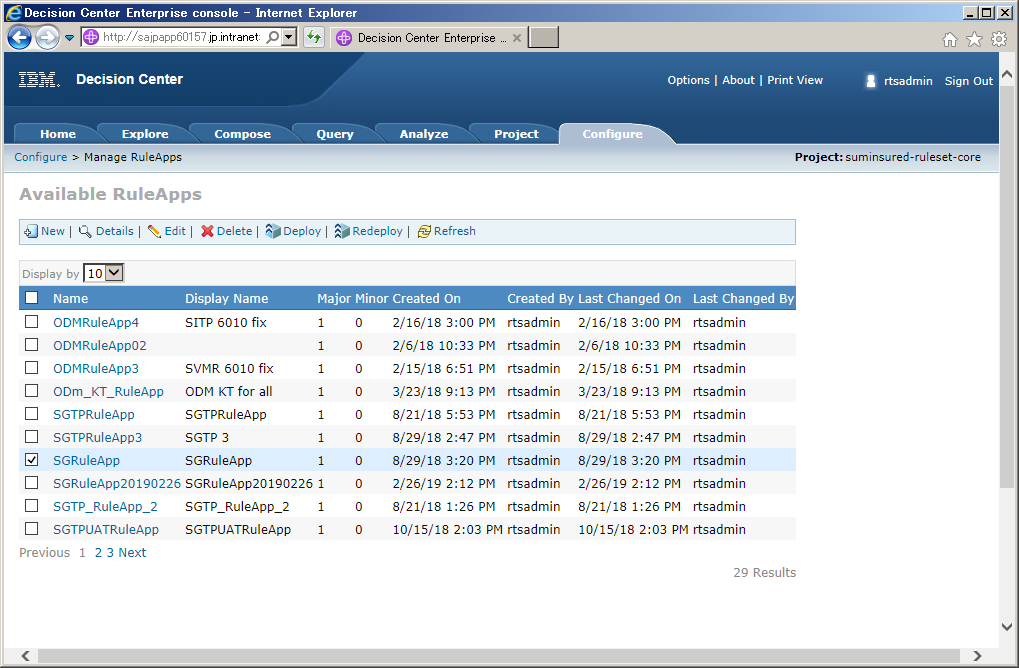 Decision Center Enterprise console - Internet Explorer
http://sajpapp60157.jp.intranet:
Decision Center Enterprise ...
IBM. Decision Center
Options | About | Print View rtsadmin Sign Out
Home Explore Compose Query Analyze Project Configure
Configure > Manage RuleApps Project: suminsured-ruleset-core
Available RuleApps
New | Details | Edit | Delete | Deploy | Redeploy | Refresh
Display by 10
Name Display Name Major Minor Created On Created By Last Changed On Last Changed By
ODMRuleApp4 SITP 6010 fix 1 0 2/16/18 3:00 PM rtsadmin 2/16/18 3:00 PM rtsadmin
ODMRuleApp02 1 0 2/6/18 10:33 PM rtsadmin 2/6/18 10:33 PM rtsadmin
ODMRuleApp3 SVMR 6010 fix 1 0 2/15/18 6:51 PM rtsadmin 2/15/18 6:51 PM rtsadmin
ODm_KT_RuleApp ODM KT for all 1 0 3/23/18 9:13 PM rtsadmin 3/23/18 9:13 PM rtsadmin
SGTPRuleApp SGTPRuleApp 1 0 8/21/18 5:53 PM rtsadmin 8/21/18 5:53 PM rtsadmin
SGTPRuleApp3 SGTP 3 1 0 8/29/18 2:47 PM rtsadmin 8/29/18 2:47 PM rtsadmin
SGRuleApp SGRuleApp 1 0 8/29/18 3:20 PM rtsadmin 8/29/18 3:20 PM rtsadmin
SGRuleApp20190226 SGRuleApp20190226 1 0 2/26/19 2:12 PM rtsadmin 2/26/19 2:12 PM rtsadmin
SGTP_RuleApp_2 SGTP_RuleApp_2 1 0 8/21/18 1:26 PM rtsadmin 8/21/18 1:26 PM rtsadmin
SGTPUATRuleApp SGTPUATRuleApp 1 0 10/15/18 2:03 PM rtsadmin 10/15/18 2:03 PM rtsadmin
Previous 1 2 3 Next
29 Results